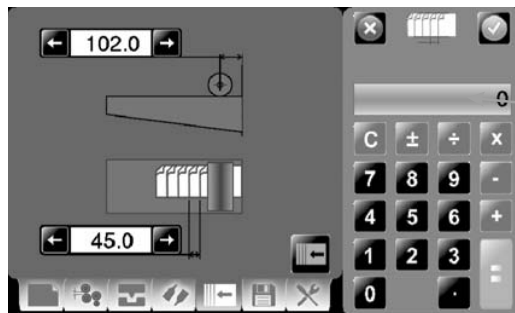 ← 102.0 →
← 45.0 →
0
C ± ÷ x
7 8 9 -
4 5 6 +
1 2 3 =
0 .